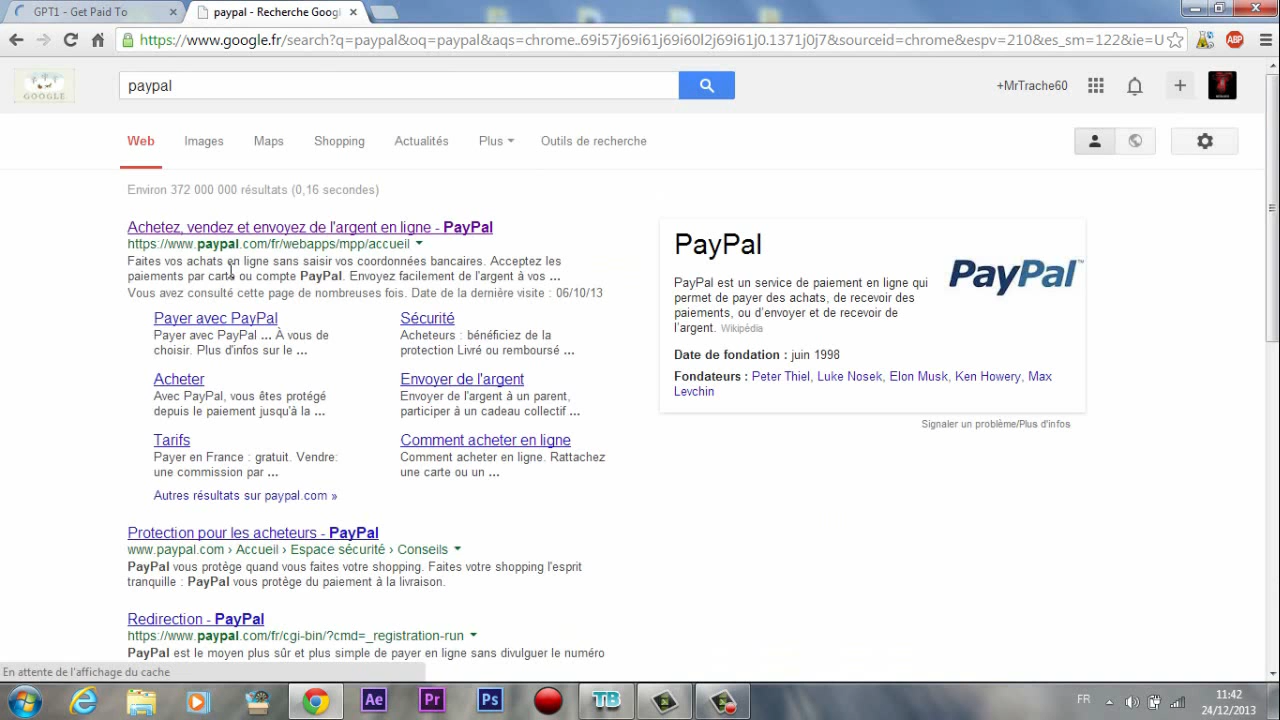 GPT1 - Get Paid To
paypal - Recherche Googl
https://www.google.fr/search?q=paypal&oq=paypal&aqs=chrome..69i57j69i61j69i60l2j69i61j0.1371j0j7&sourceid=chrome&espv=210&es_sm=122&ie=U
ABP
GOOGLE
paypal
+MrTrache60
Web Images Maps Shopping Actualités Plus Outils de recherche
Environ 372 000 000 résultats (0,16 secondes)
Achetez, vendez et envoyez de l'argent en ligne - PayPal
https://www.paypal.com/fr/webapps/mpp/accueil
Faites vos achats en ligne sans saisir vos coordonnées bancaires. Acceptez les
paiements par carte ou compte PayPal. Envoyez facilement de l'argent à vos ...
Vous avez consulté cette page de nombreuses fois. Date de la dernière visite : 06/10/13
Payer avec PayPal
Payer avec PayPal ... À vous de
choisir. Plus d'infos sur le ...
Sécurité
Acheteurs : bénéficiez de la
protection Livré ou remboursé ...
Acheter
Avec PayPal, vous êtes protégé
depuis le paiement jusqu'à la ...
Envoyer de l'argent
Envoyer de l'argent à un parent,
participer à un cadeau collectif ...
Tarifs
Payer en France : gratuit. Vendre:
une commission par ...
Comment acheter en ligne
Comment acheter en ligne. Rattachez
une carte ou un ...
Autres résultats sur paypal.com »
Protection pour les acheteurs - PayPal
www.paypal.com › Accueil › Espace sécurité › Conseils
PayPal vous protège quand vous faites votre shopping. Faites votre shopping l'esprit
tranquille : PayPal vous protège du paiement à la livraison.
Redirection - PayPal
https://www.paypal.com/fr/cgi-bin/?cmd=_registration-run
PayPal est le moyen plus sûr et plus simple de payer en ligne sans divulguer le numéro
PayPal
PayPal™
PayPal est un service de paiement en ligne qui
permet de payer des achats, de recevoir des
paiements, ou d'envoyer et de recevoir de
l'argent. Wikipédia
Date de fondation : juin 1998
Fondateurs : Peter Thiel, Luke Nosek, Elon Musk, Ken Howery, Max
Levchin
Signaler un problème/Plus d'infos
En attente de l'affichage du cache
Ae Pr Ps TB
FR
11:42
24/12/2013